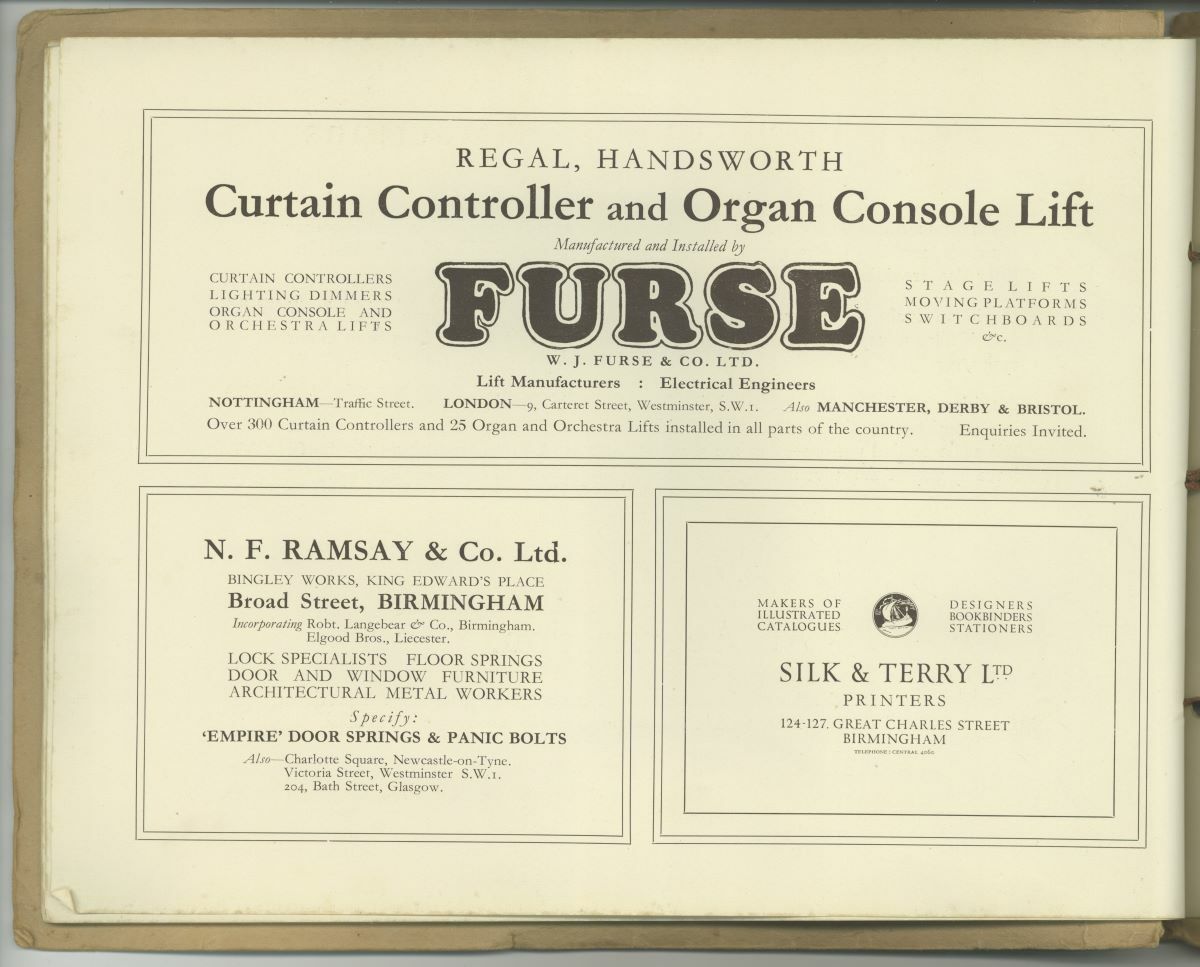 REGAL, HANDSWORTH
Curtain Controller and Organ Console Lift
Manufactured and Installed by
CURTAIN CONTROLLERS
LIGHTING DIMMERS
ORGAN CONSOLE AND
ORCHESTRA LIFTS
FURSE
STAGE LIFTS
MOVING PLATFORMS
SWITCHBOARDS
&c.
W. J. FURSE & CO. LTD.
Lift Manufacturers : Electrical Engineers
NOTTINGHAM—Traffic Street. LONDON—9, Carteret Street, Westminster, S.W.1. Also MANCHESTER, DERBY & BRISTOL.
Over 300 Curtain Controllers and 25 Organ and Orchestra Lifts installed in all parts of the country. Enquiries Invited.
N. F. RAMSAY & Co. Ltd.
BINGLEY WORKS, KING EDWARD'S PLACE
Broad Street, BIRMINGHAM
Incorporating Robt. Langebear & Co., Birmingham.
Elgood Bros., Liecester.
LOCK SPECIALISTS FLOOR SPRINGS
DOOR AND WINDOW FURNITURE
ARCHITECTURAL METAL WORKERS
Specify:
'EMPIRE' DOOR SPRINGS & PANIC BOLTS
Also—Charlotte Square, Newcastle-on-Tyne.
Victoria Street, Westminster S.W.1.
204, Bath Street, Glasgow.
MAKERS OF
ILLUSTRATED
CATALOGUES
DESIGNERS
BOOKBINDERS
STATIONERS
SILK & TERRY LTD
PRINTERS
124-127, GREAT CHARLES STREET
BIRMINGHAM
TELEPHONE: CENTRAL 4060